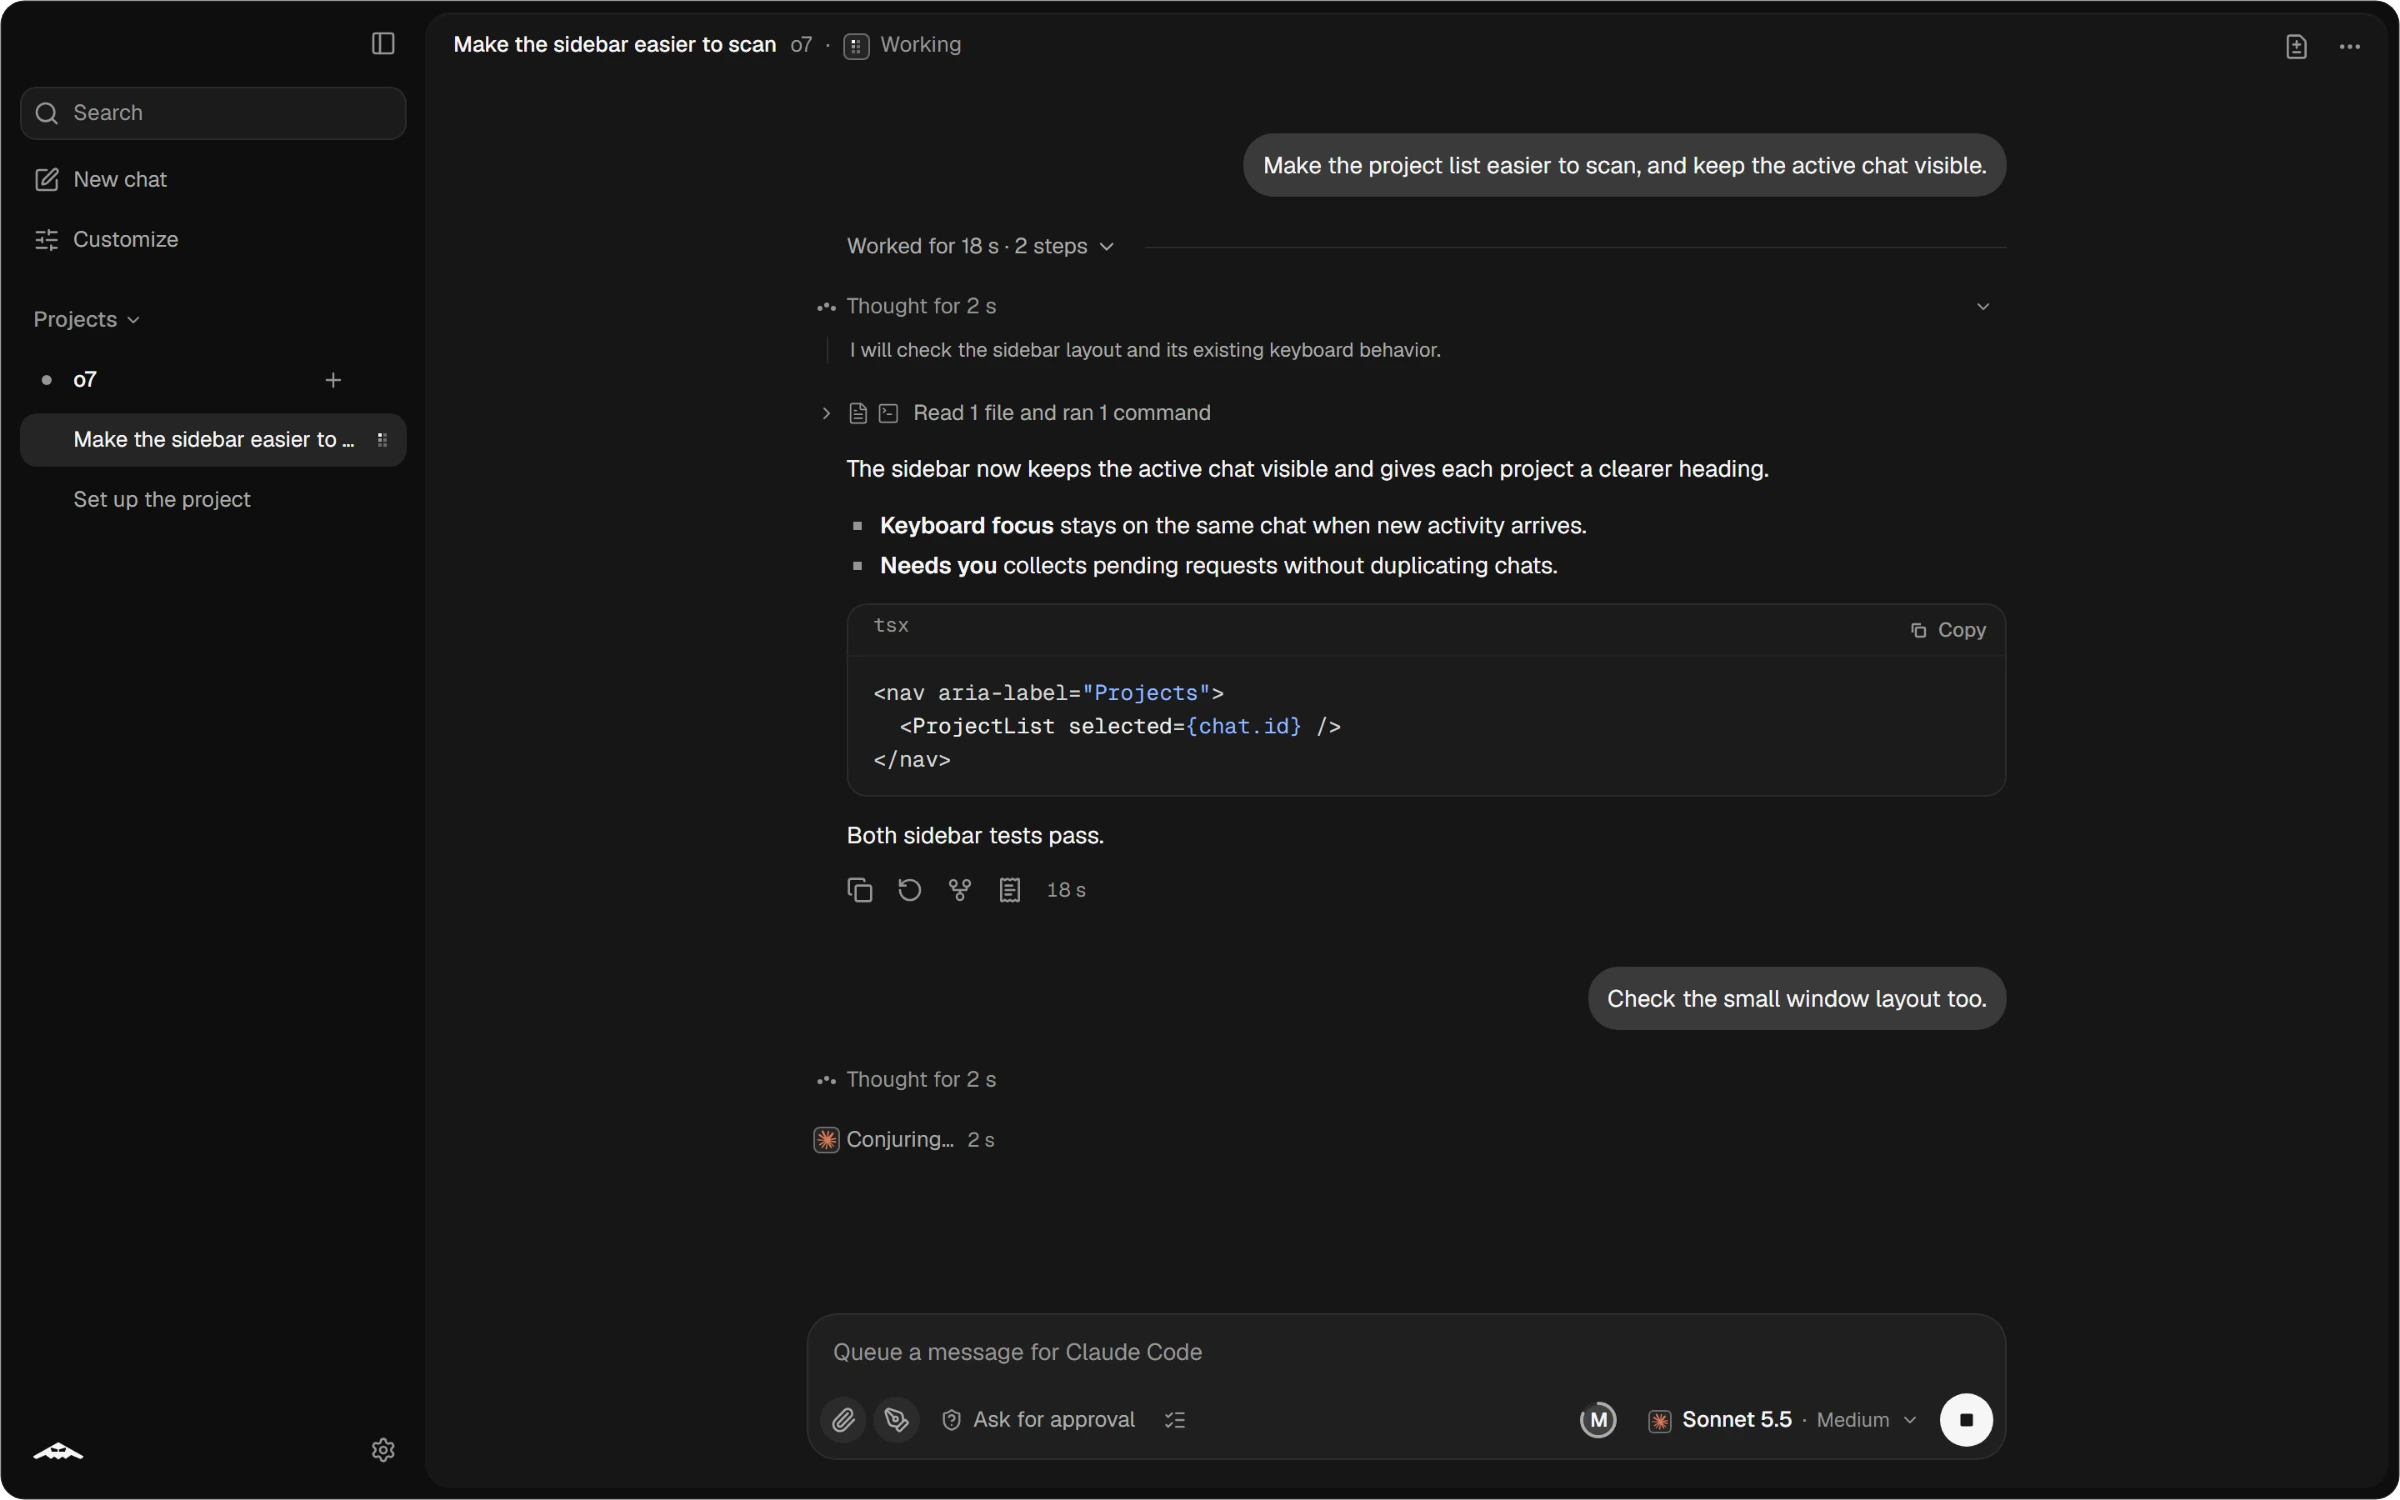 Make the sidebar easier to scan o7 · Working
Search
New chat
Customize
Projects
o7
Make the sidebar easier to ...
Set up the project
Make the project list easier to scan, and keep the active chat visible.
Worked for 18 s · 2 steps
Thought for 2 s
I will check the sidebar layout and its existing keyboard behavior.
Read 1 file and ran 1 command
The sidebar now keeps the active chat visible and gives each project a clearer heading.
Keyboard focus stays on the same chat when new activity arrives.
Needs you collects pending requests without duplicating chats.
tsx
Copy
<nav aria-label="Projects">
  <ProjectList selected={chat.id} />
</nav>
Both sidebar tests pass.
18 s
Check the small window layout too.
Thought for 2 s
Conjuring... 2 s
Queue a message for Claude Code
Ask for approval
M
Sonnet 5.5 · Medium